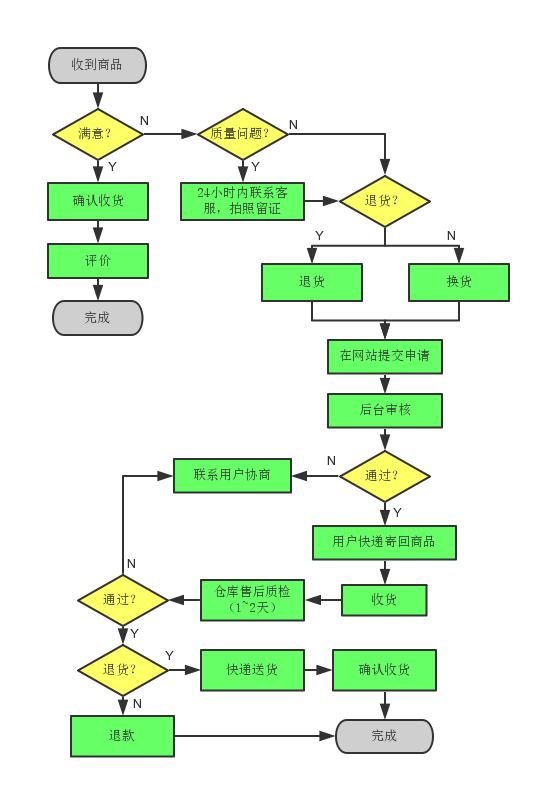 收到商品
满意？
N
质量问题？
N
Y
Y
确认收货
24小时内联系客
服，拍照留证
退货？
评价
Y
N
退货
换货
完成
在网站提交申请
后台审核
通过？
N
联系用户协商
Y
用户快递寄回商品
N
通过？
仓库售后质检
（1~2天）
收货
Y
退货？
Y
快递送货
确认收货
N
退款
完成